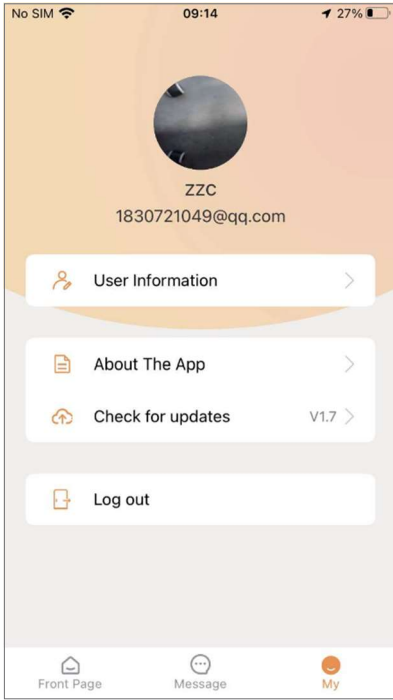 No SIM 09:14 27%
ZZC
1830721049@qq.com
User Information
About The App
Check for updates V1.7
Log out
Front Page Message My